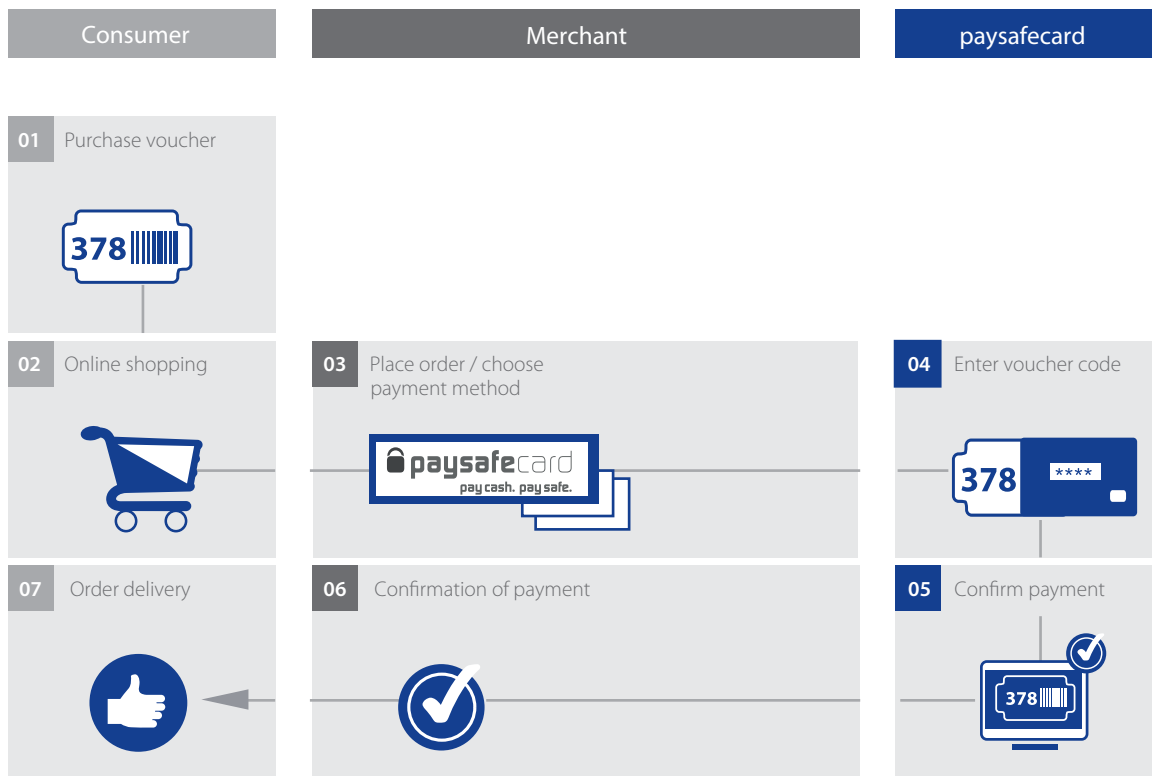 Consumer
Merchant
paysafecard
01 Purchase voucher
378
02 Online shopping
03 Place order / choose
payment method
paysafecard
pay cash. pay safe.
04 Enter voucher code
378 ****
07 Order delivery
06 Confirmation of payment
05 Confirm payment
378